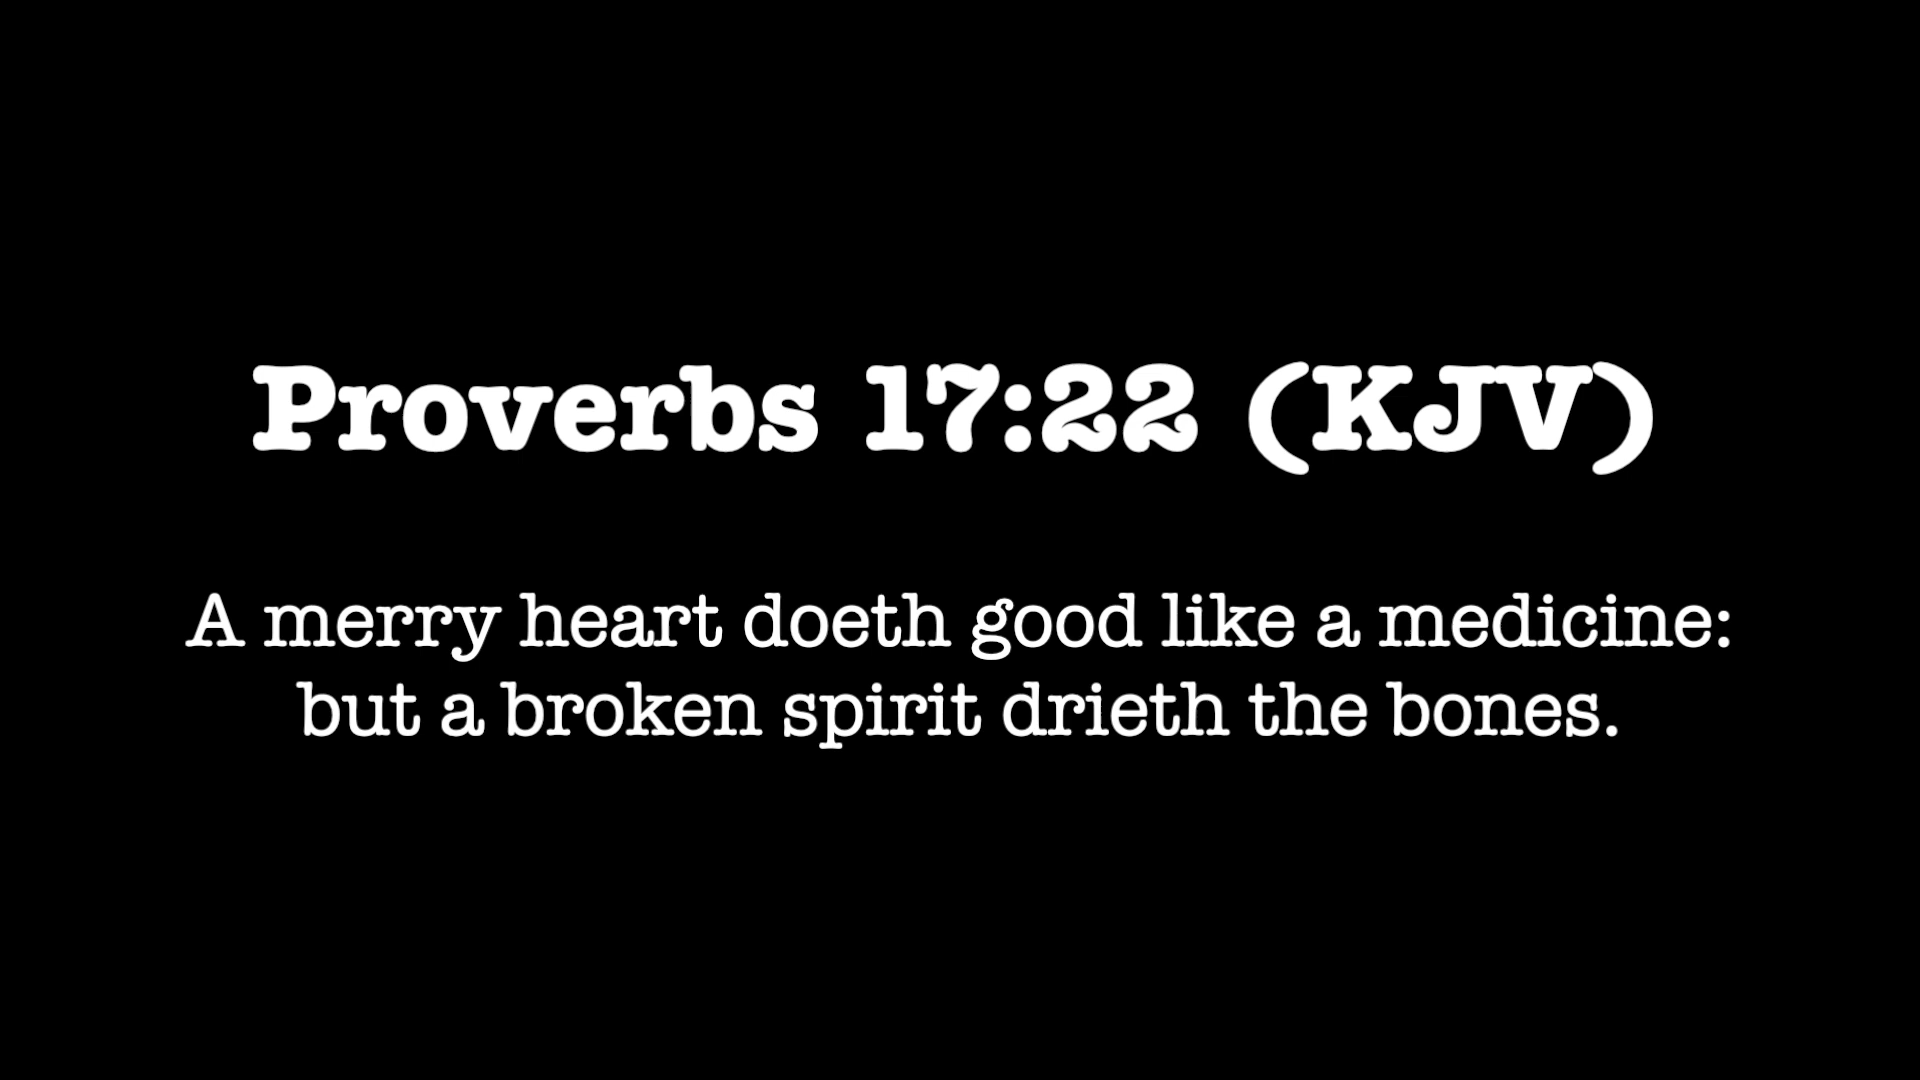 Proverbs 17:22 (KJV)
A merry heart doeth good like a medicine:
but a broken spirit drieth the bones.